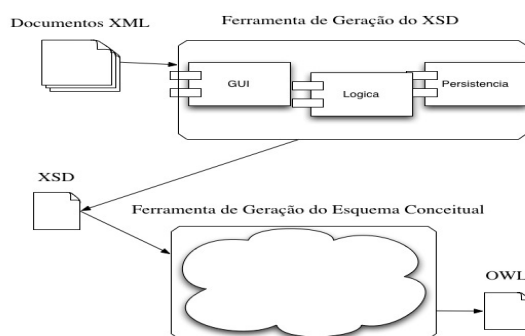 Documentos XML
Ferramenta de Geração do XSD
GUI
Logica
Persistencia
XSD
Ferramenta de Geração do Esquema Conceitual
OWL